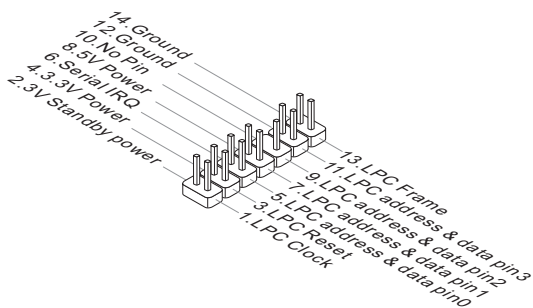 14.Ground
12.Ground
10.No Pin
8.5V Power
6.Serial IRQ
4.3.3V Power
2.3V Standby power
13.LPC Frame
11.LPC address & data pin3
9.LPC address & data pin2
7.LPC address & data pin1
5.LPC address & data pin0
3.LPC Reset
1.LPC Clock